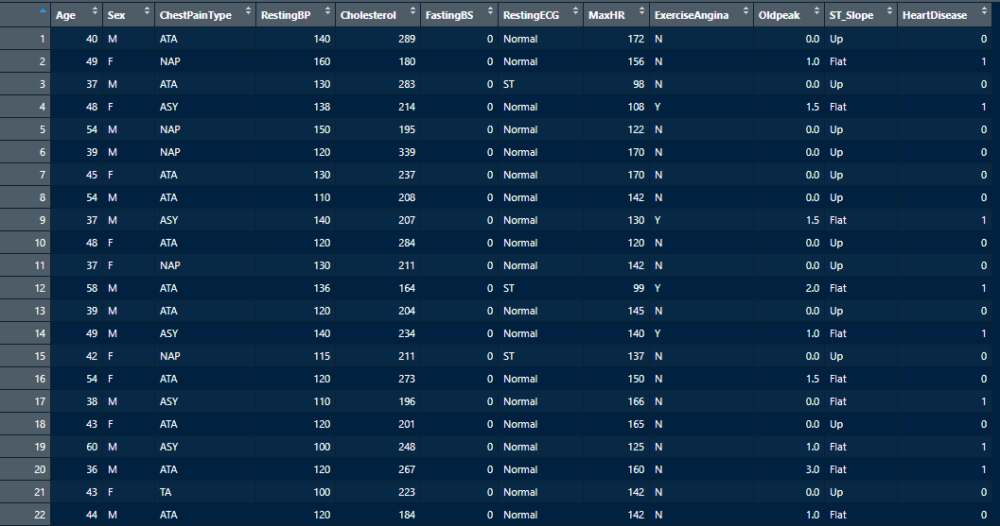 Age Sex ChestPainType RestingBP Cholesterol FastingBS RestingECG MaxHR ExerciseAngina Oldpeak ST_Slope HeartDisease
1 40 M ATA 140 289 0 Normal 172 N 0.0 Up 0
2 49 F NAP 160 180 0 Normal 156 N 1.0 Flat 1
3 37 M ATA 130 283 0 ST 98 N 0.0 Up 0
4 48 F ASY 138 214 0 Normal 108 Y 1.5 Flat 1
5 54 M NAP 150 195 0 Normal 122 N 0.0 Up 0
6 39 M NAP 120 339 0 Normal 170 N 0.0 Up 0
7 45 F ATA 130 237 0 Normal 170 N 0.0 Up 0
8 54 M ATA 110 208 0 Normal 142 N 0.0 Up 0
9 37 M ASY 140 207 0 Normal 130 Y 1.5 Flat 1
10 48 F ATA 120 284 0 Normal 120 N 0.0 Up 0
11 37 F NAP 130 211 0 Normal 142 N 0.0 Up 0
12 58 M ATA 136 164 0 ST 99 Y 2.0 Flat 1
13 39 M ATA 120 204 0 Normal 145 N 0.0 Up 0
14 49 M ASY 140 234 0 Normal 140 Y 1.0 Flat 1
15 42 F NAP 115 211 0 ST 137 N 0.0 Up 0
16 54 F ATA 120 273 0 Normal 150 N 1.5 Flat 0
17 38 M ASY 110 196 0 Normal 166 N 0.0 Flat 1
18 43 F ATA 120 201 0 Normal 165 N 0.0 Up 0
19 60 M ASY 100 248 0 Normal 125 N 1.0 Flat 1
20 36 M ATA 120 267 0 Normal 160 N 3.0 Flat 1
21 43 F TA 100 223 0 Normal 142 N 0.0 Up 0
22 44 M ATA 120 184 0 Normal 142 N 1.0 Flat 0